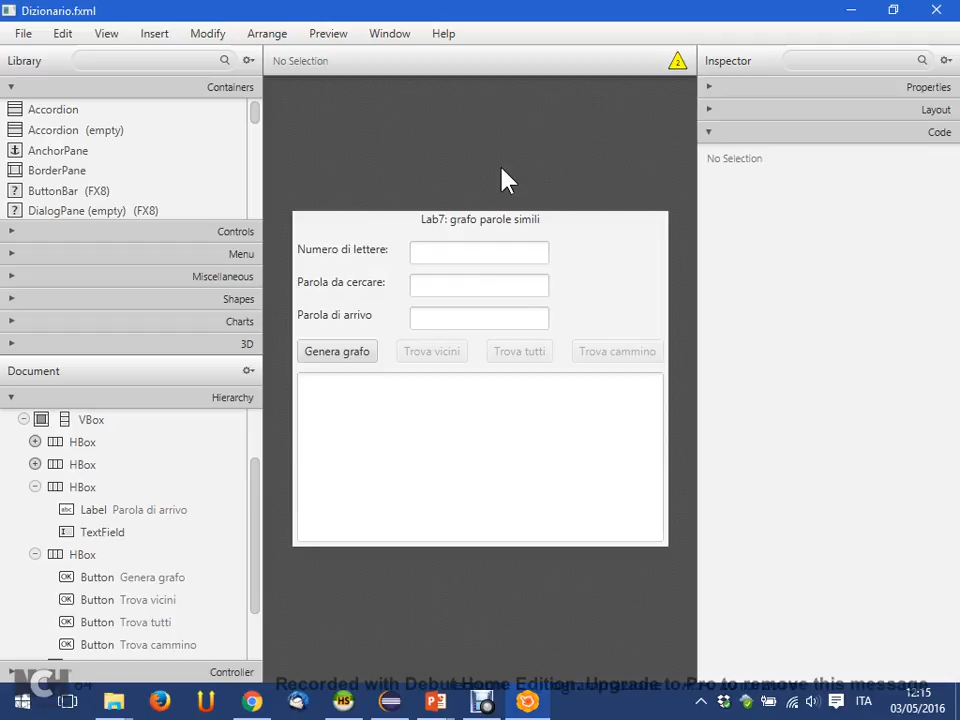 Dizionario.fxml
File Edit View Insert Modify Arrange Preview Window Help
Library
No Selection
2
Inspector
Containers
Accordion
Accordion (empty)
AnchorPane
BorderPane
ButtonBar (FX8)
DialogPane (empty) (FX8)
Controls
Menu
Miscellaneous
Shapes
Charts
3D
Properties
Layout
Code
No Selection
Lab7: grafo parole simili
Numero di lettere:
Parola da cercare:
Parola di arrivo
Genera grafo Trova vicini Trova tutti Trova cammino
Document
Hierarchy
VBox
HBox
HBox
HBox
Label Parola di arrivo
TextField
HBox
Button Genera grafo
Button Trova vicini
Button Trova tutti
Button Trova cammino
Controller
NCH
Recorded with Debut Home Edition. Upgrade to Pro to remove this message
ITA
12:15
03/05/2016